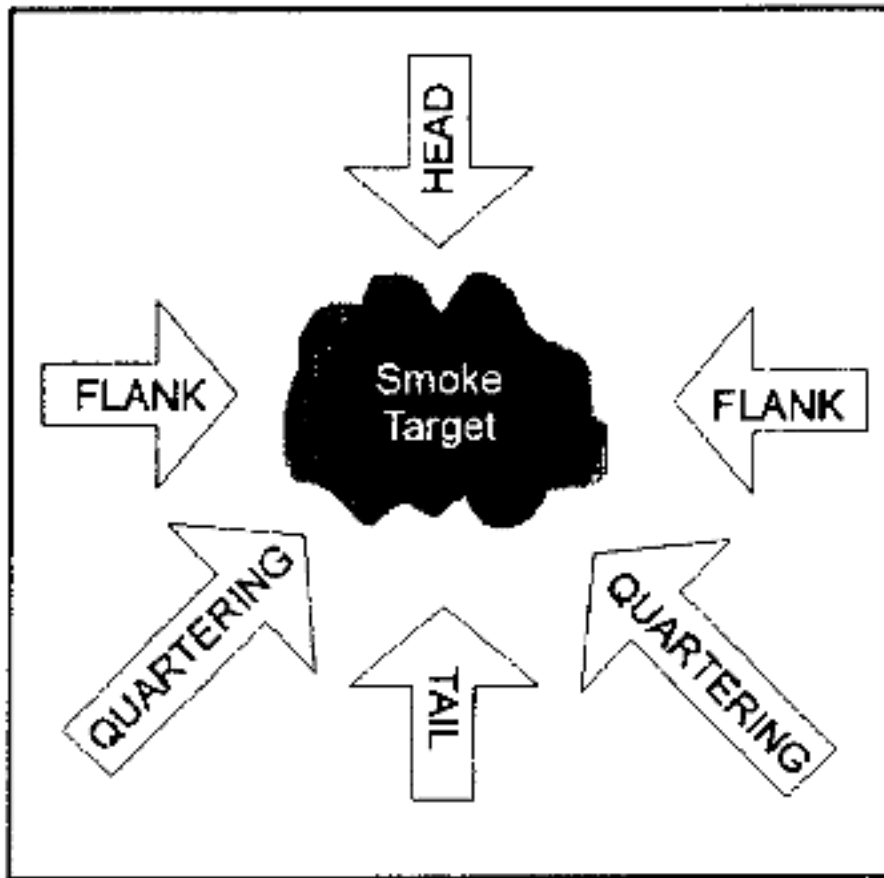 HEAD
FLANK
Smoke
Target
FLANK
QUARTERING
TAIL
QUARTERING